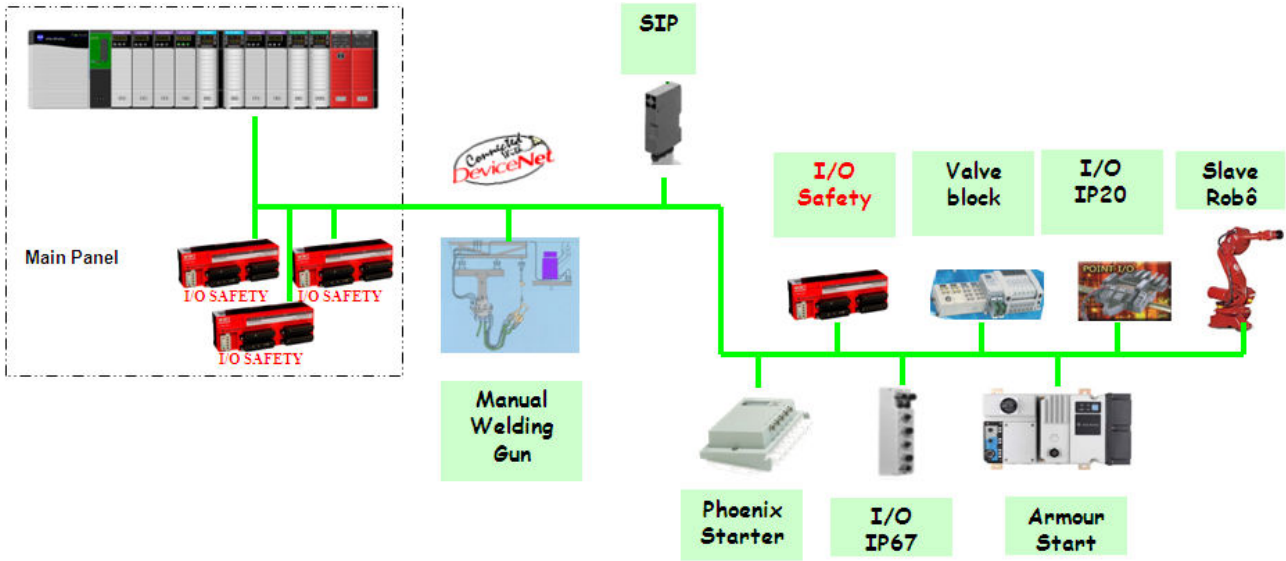 SIP
Connected
With
DeviceNet
I/O
Safety
Valve
block
I/O
IP20
Slave
Robô
Main Panel
I/O SAFETY
I/O SAFETY
I/O SAFETY
POINT I/O
Manual
Welding
Gun
Phoenix
Starter
I/O
IP67
Armour
Start